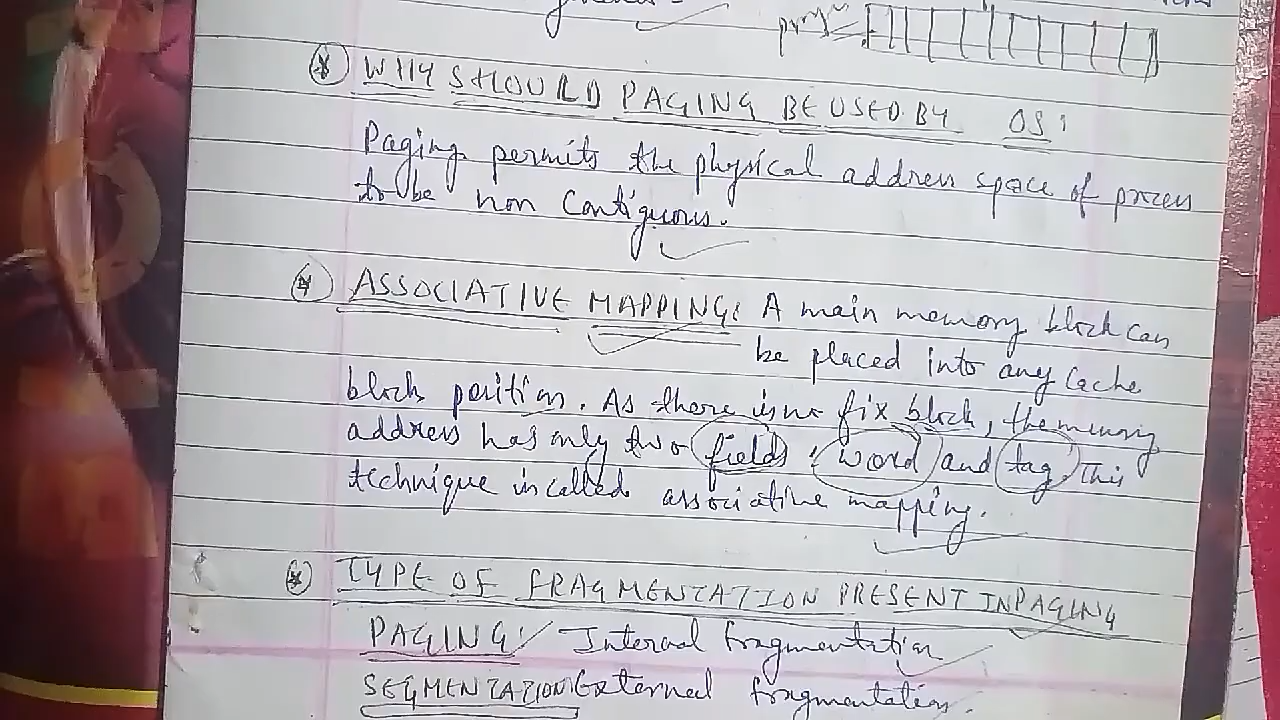 ⊛ WHY SHOULD PAGING BE USED BY OS:
Paging permits the physical address space of process
to be non Contiguous.
⊛ ASSOCIATIVE MAPPING: A main memory block can
be placed into any Cache
block position. As there is no fix block, the memory
address has only two fields: word and tag. This
technique is called associative mapping.
⊛ TYPE OF FRAGMENTATION PRESENT IN PAGING
PAGING: Internal fragmentation
SEGMENTATION: External fragmentation.